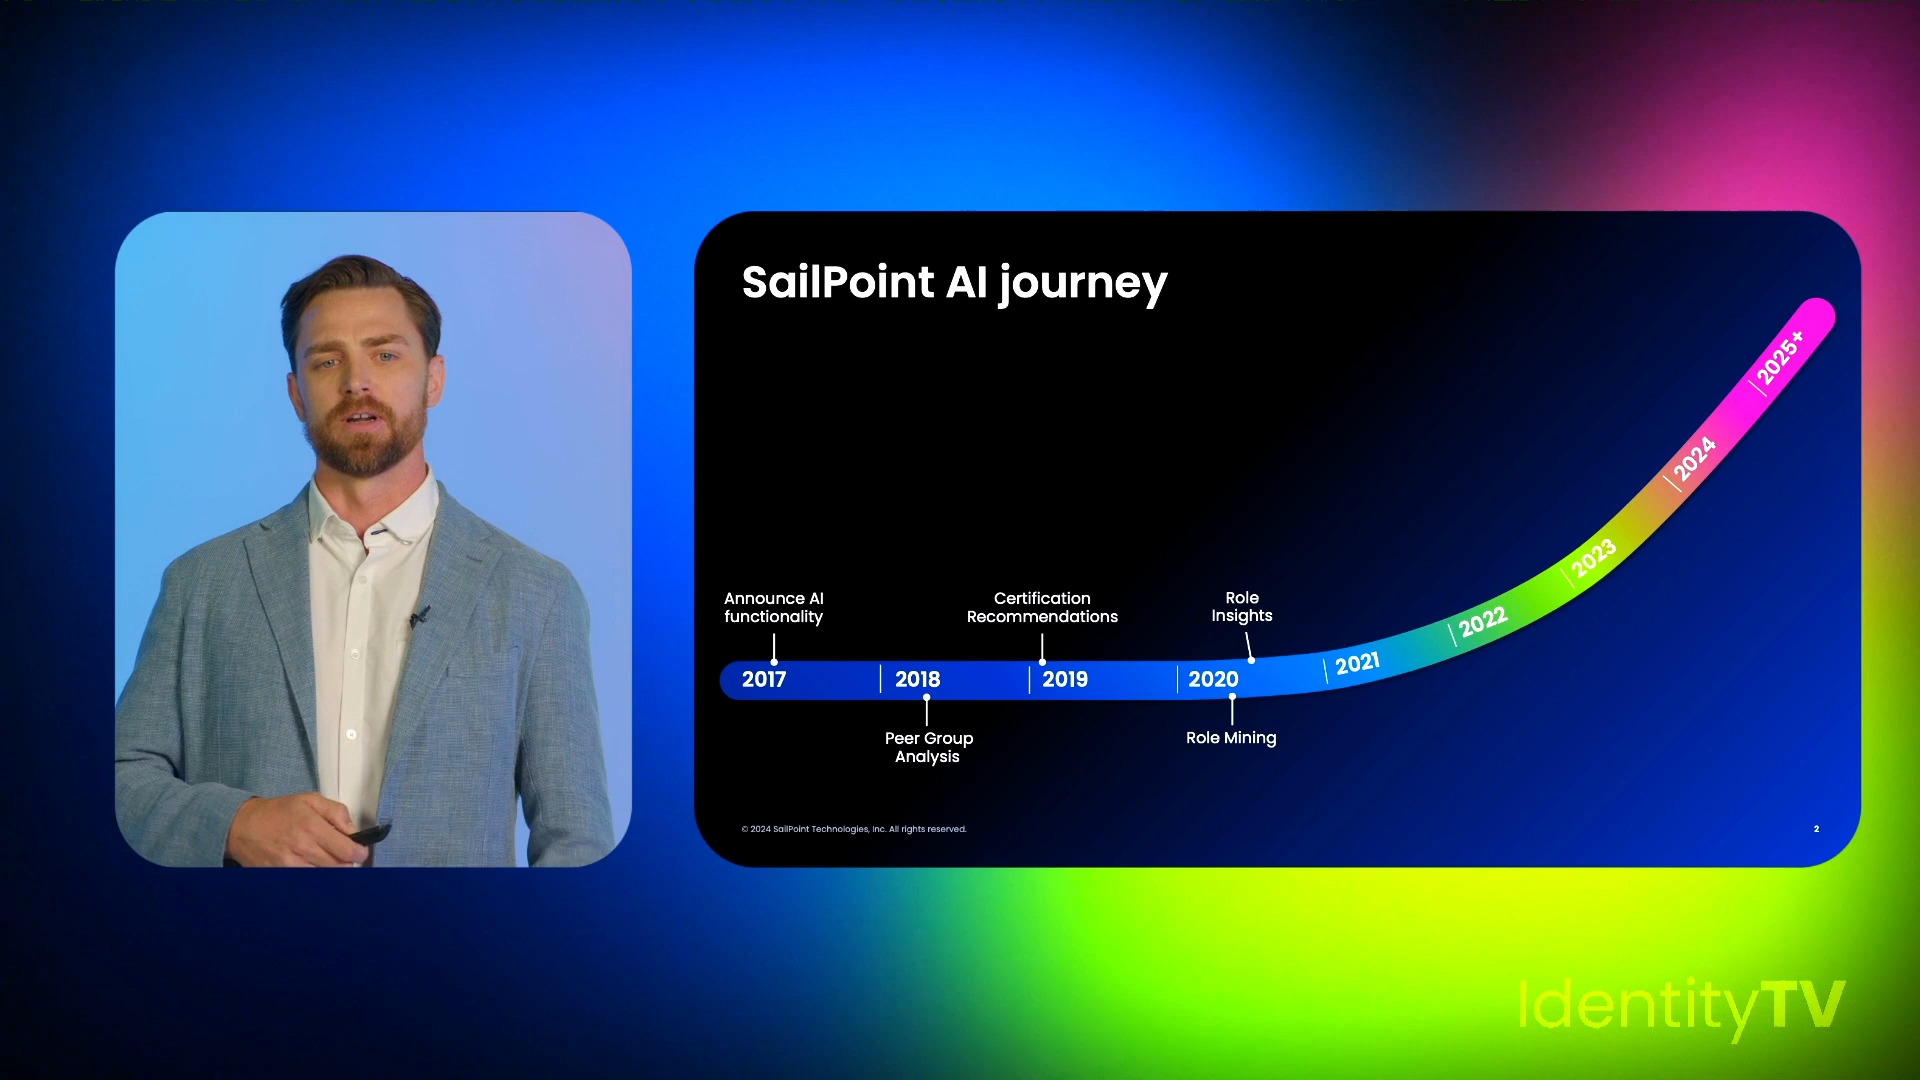 SailPoint AI journey
Announce AI
functionality
Certification
Recommendations
Role
Insights
2017
2018
2019
2020
2021
2022
2023
2024
2025+
Peer Group
Analysis
Role Mining
© 2024 SailPoint Technologies, Inc. All rights reserved.
2
IdentityTV